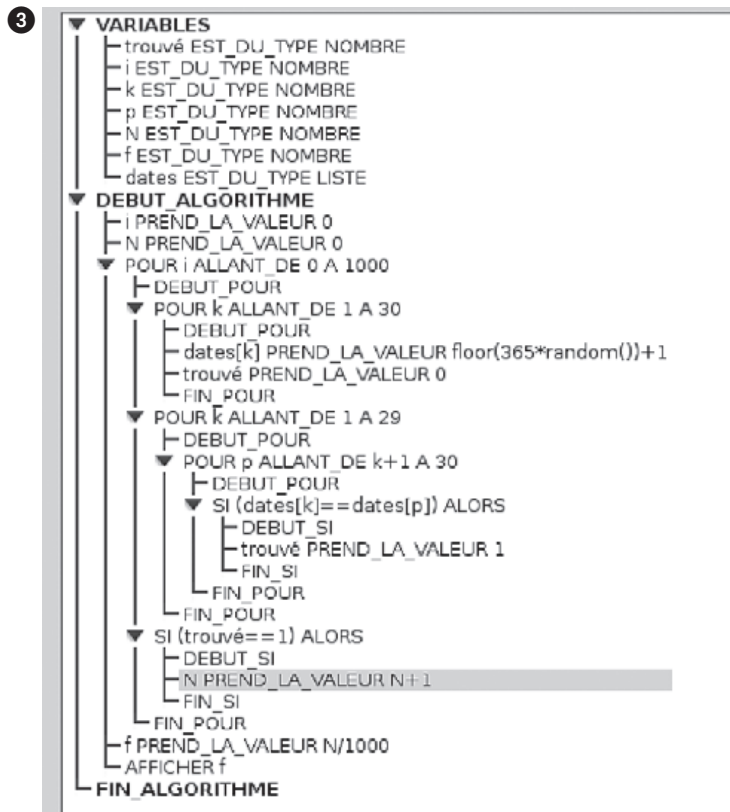 3
VARIABLES
trouvé EST_DU_TYPE NOMBRE
i EST_DU_TYPE NOMBRE
k EST_DU_TYPE NOMBRE
p EST_DU_TYPE NOMBRE
N EST_DU_TYPE NOMBRE
f EST_DU_TYPE NOMBRE
dates EST_DU_TYPE LISTE
DEBUT_ALGORITHME
i PREND_LA_VALEUR 0
N PREND_LA_VALEUR 0
POUR i ALLANT_DE 0 A 1000
DEBUT_POUR
POUR k ALLANT_DE 1 A 30
DEBUT_POUR
dates[k] PREND_LA_VALEUR floor(365*random())+1
trouvé PREND_LA_VALEUR 0
FIN_POUR
POUR k ALLANT_DE 1 A 29
DEBUT_POUR
POUR p ALLANT_DE k+1 A 30
DEBUT_POUR
SI (dates[k]==dates[p]) ALORS
DEBUT_SI
trouvé PREND_LA_VALEUR 1
FIN_SI
FIN_POUR
FIN_POUR
SI (trouvé==1) ALORS
DEBUT_SI
N PREND_LA_VALEUR N+1
FIN_SI
FIN_POUR
f PREND_LA_VALEUR N/1000
AFFICHER f
FIN_ALGORITHME